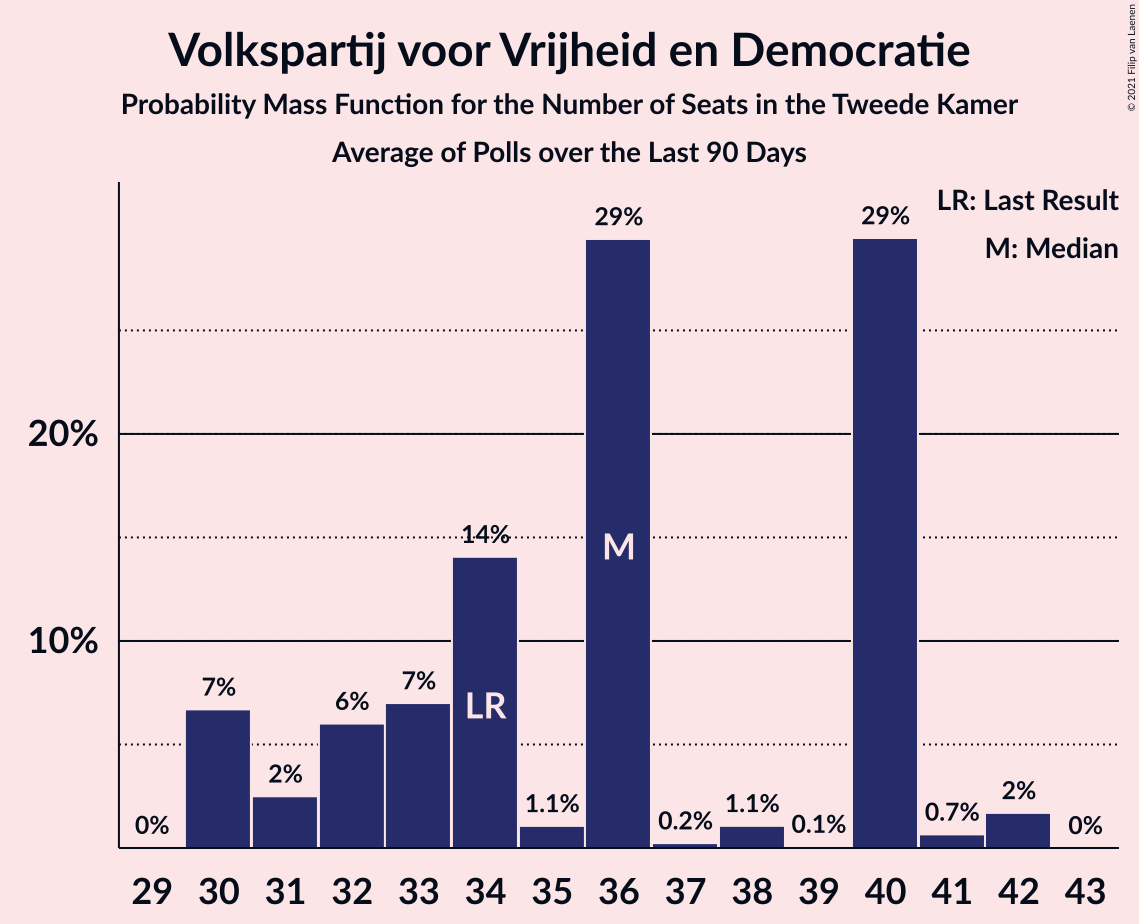 Volkspartij voor Vrijheid en Democratie
Probability Mass Function for the Number of Seats in the Tweede Kamer
Average of Polls over the Last 90 Days
© 2021 Filip van Laenen
LR: Last Result
M: Median
20%
10%
0%
7%
2%
6%
7%
14%
1.1%
29%
0.2%
1.1%
0.1%
29%
0.7%
2%
0%
LR
M
29 30 31 32 33 34 35 36 37 38 39 40 41 42 43